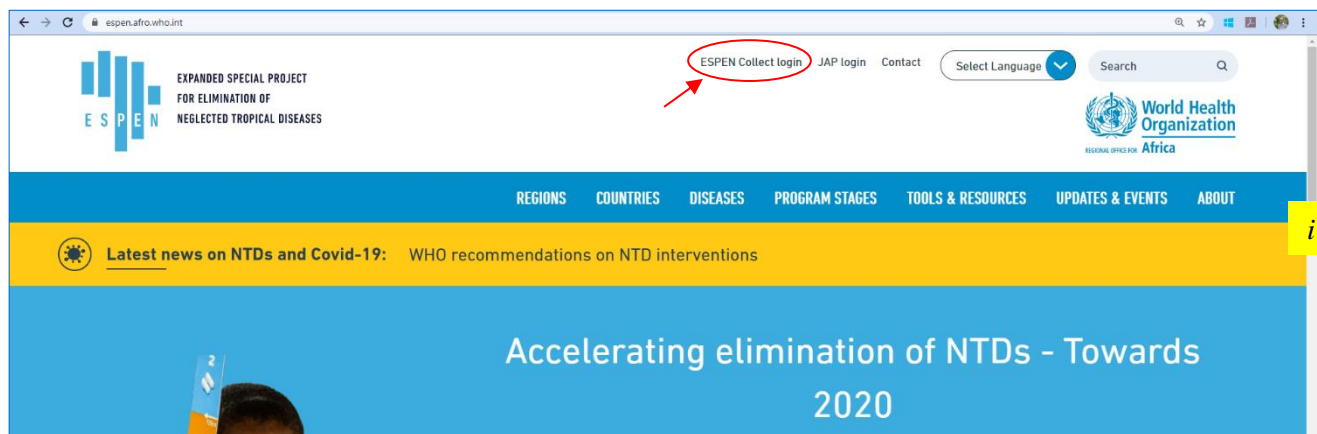 espen.afro.who.int
ESPEN Collect login JAP login Contact Select Language Search
EXPANDED SPECIAL PROJECT
FOR ELIMINATION OF
NEGLECTED TROPICAL DISEASES
E S P E N
World Health
Organization
REGIONAL OFFICE FOR Africa
REGIONS COUNTRIES DISEASES PROGRAM STAGES TOOLS & RESOURCES UPDATES & EVENTS ABOUT
i
Latest news on NTDs and Covid-19: WHO recommendations on NTD interventions
Accelerating elimination of NTDs - Towards
2020
2